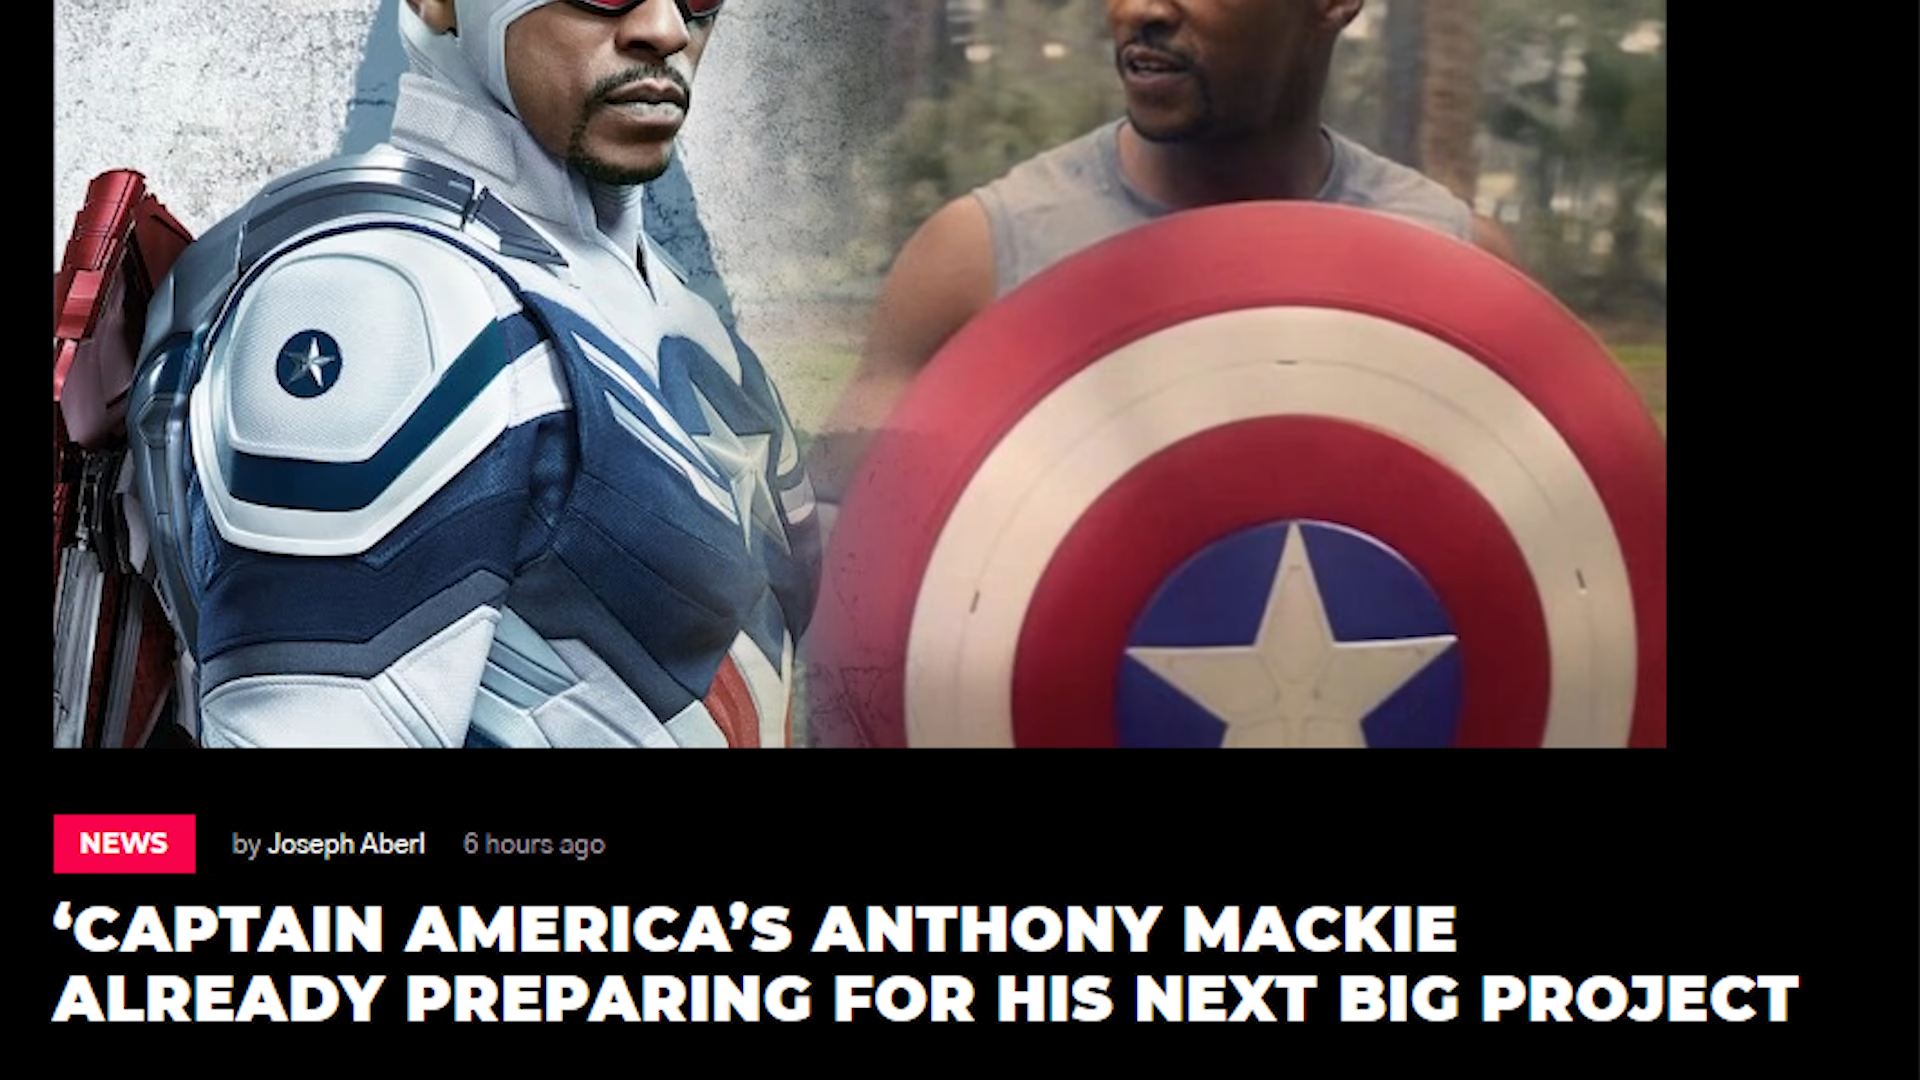 NEWS by Joseph Aberl 6 hours ago
‘CAPTAIN AMERICA’S ANTHONY MACKIE
ALREADY PREPARING FOR HIS NEXT BIG PROJECT